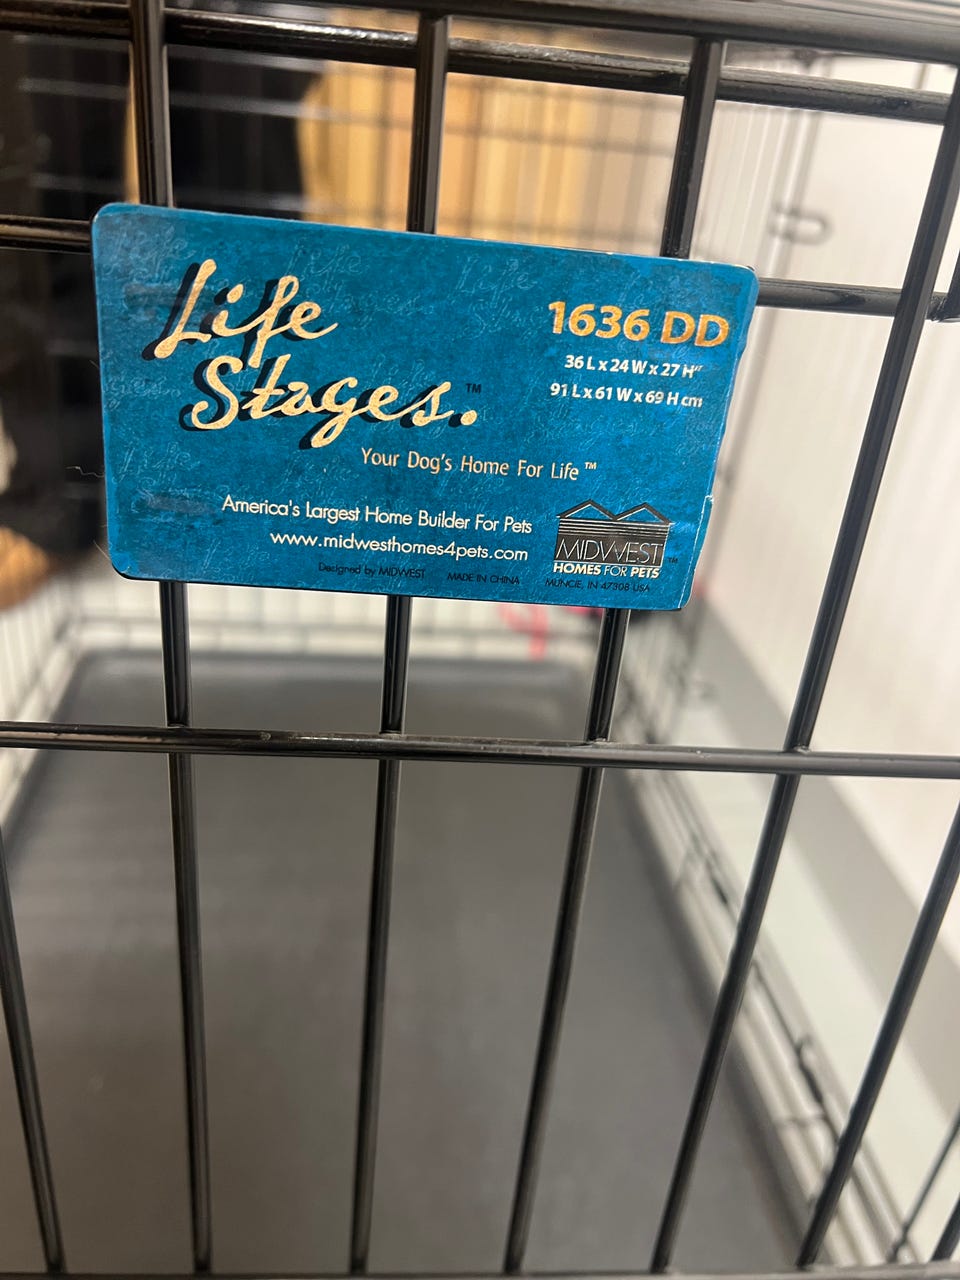 Life
Stages.™
1636 DD
36 L x 24 W x 27 H"
91 L x 61 W x 69 H cm
Your Dog's Home For Life™
America's Largest Home Builder For Pets
www.midwesthomes4pets.com
Designed by MIDWEST MADE IN CHINA
MIDWEST™
HOMES FOR PETS
MUNCIE, IN 47308 USA